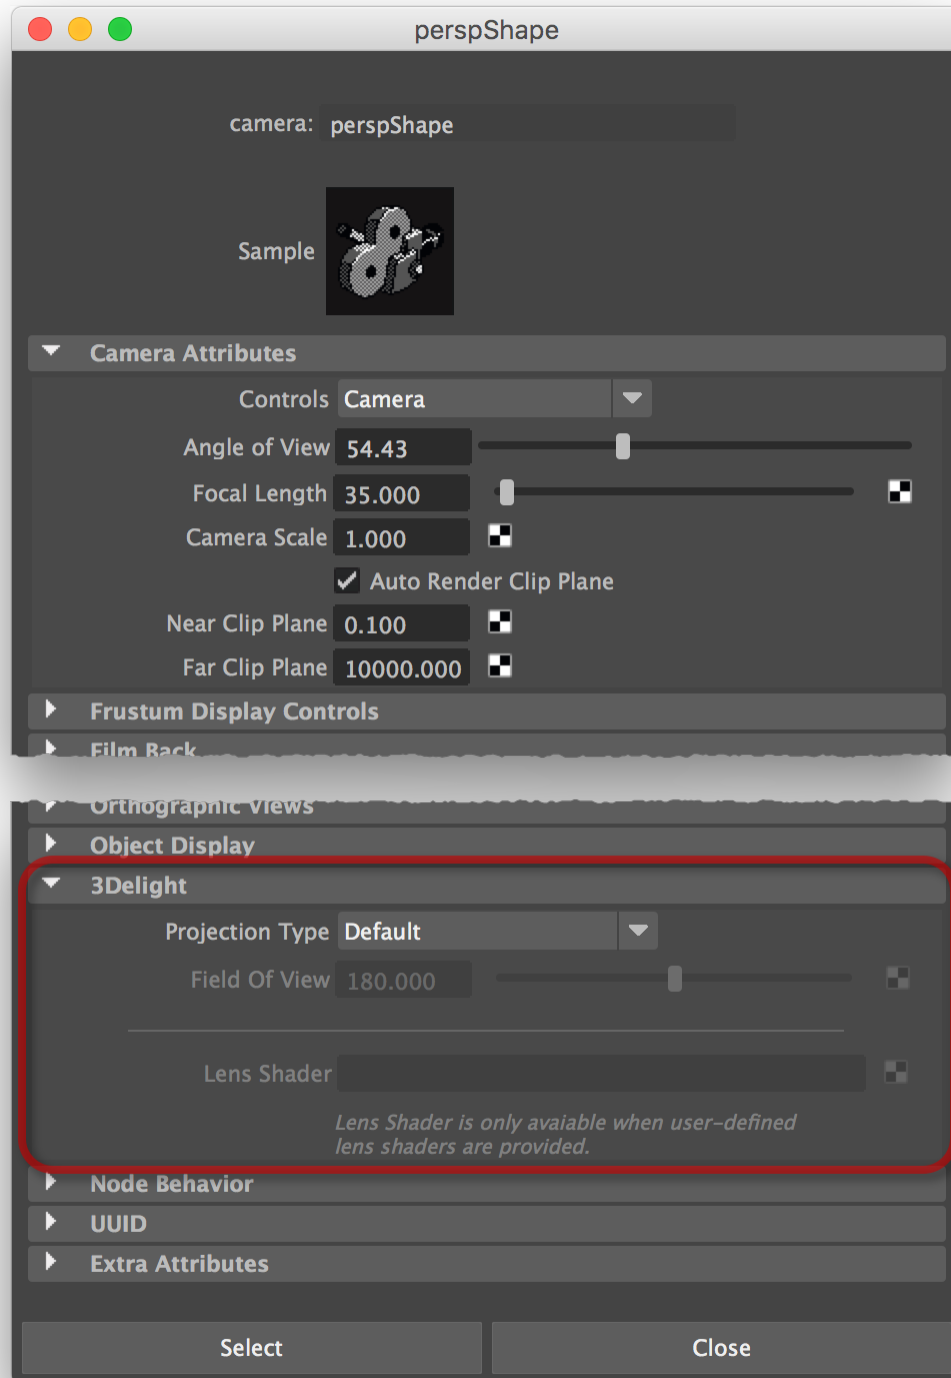 perspShape
camera: perspShape
Sample
Camera Attributes
Controls Camera
Angle of View 54.43
Focal Length 35.000
Camera Scale 1.000
Auto Render Clip Plane
Near Clip Plane 0.100
Far Clip Plane 10000.000
Frustum Display Controls
Film Back
Orthographic Views
Object Display
3Delight
Projection Type Default
Field Of View 180.000
Lens Shader
Lens Shader is only avaiable when user-defined
lens shaders are provided.
Node Behavior
UUID
Extra Attributes
Select Close